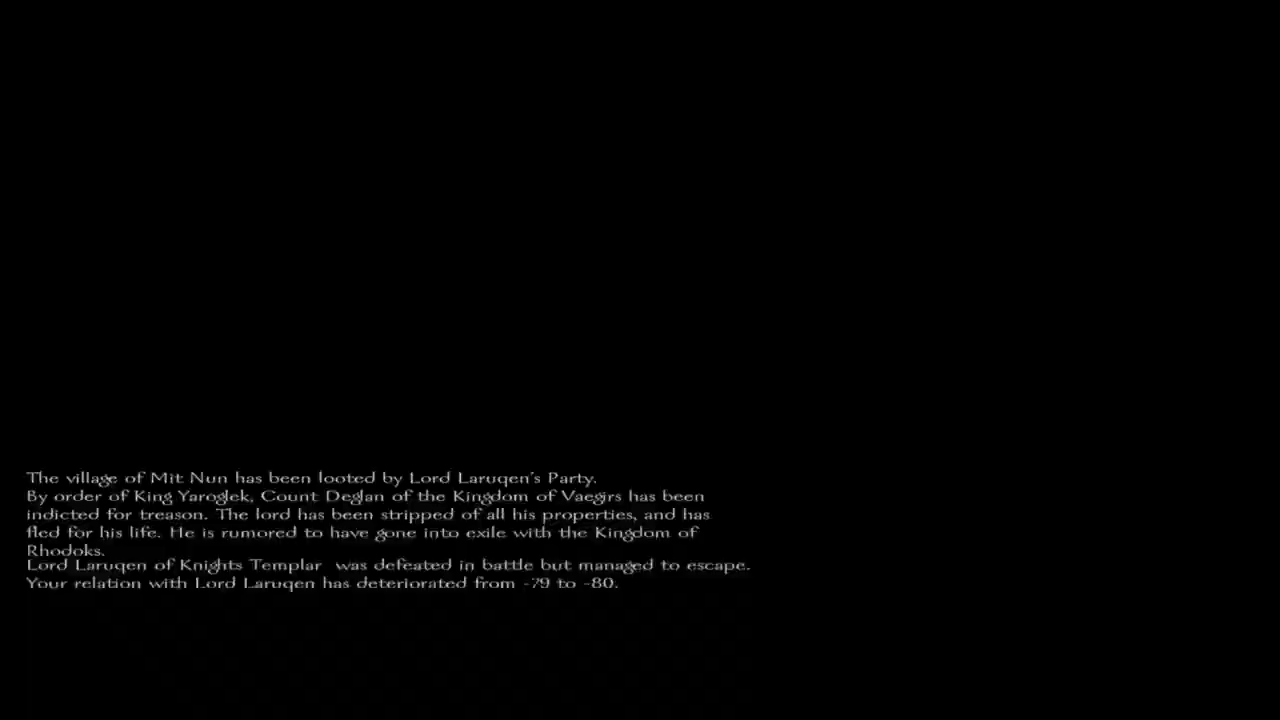 The village of Mit Nun has been looted by Lord Laruqen's Party.
By order of King Yaroglek, Count Deglan of the Kingdom of Vaegirs has been
indicted for treason. The lord has been stripped of all his properties, and has
fled for his life. He is rumored to have gone into exile with the Kingdom of
Rhodoks.
Lord Laruqen of Knights Templar  was defeated in battle but managed to escape.
Your relation with Lord Laruqen has deteriorated from -79 to -80.